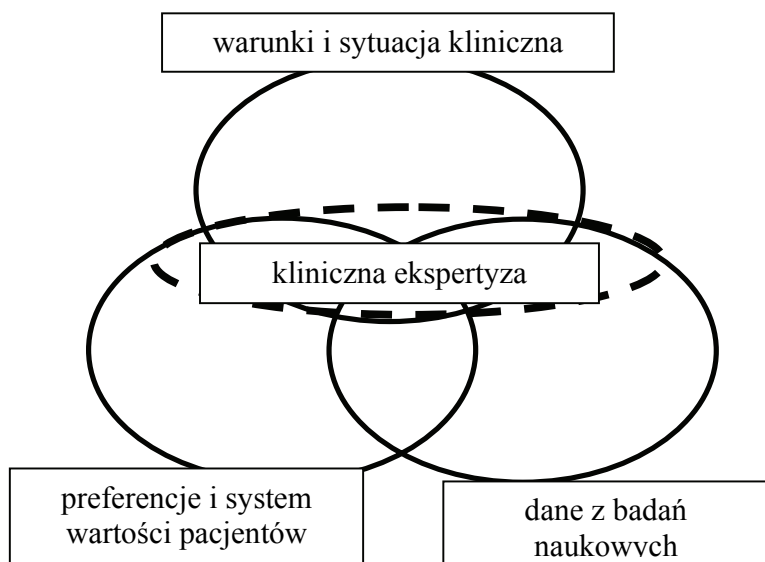 warunki i sytuacja kliniczna
kliniczna ekspertyza
preferencje i system
wartości pacjentów
dane z badań
naukowych